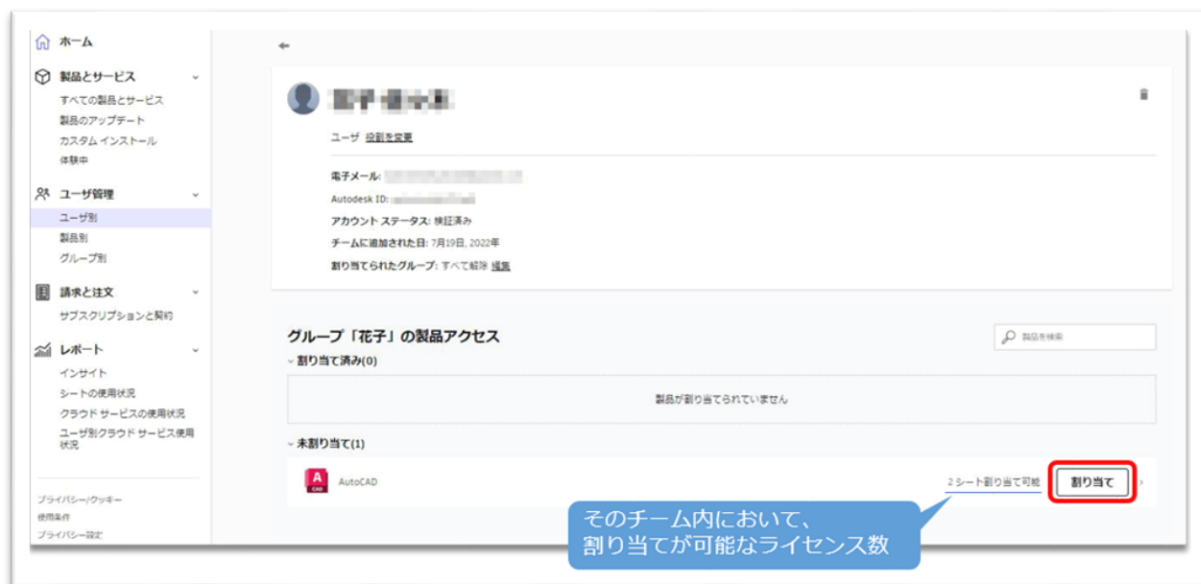 ホーム
製品とサービス
すべての製品とサービス
製品のアップデート
カスタム インストール
体験中
ユーザ管理
ユーザ別
製品別
グループ別
請求と注文
サブスクリプションと契約
レポート
インサイト
シートの使用状況
クラウド サービスの使用状況
ユーザ別クラウド サービス使用
状況
プライバシー/クッキー
使用条件
プライバシー設定
ユーザ 役割を変更
電子メール:
Autodesk ID:
アカウント ステータス: 検証済み
チームに追加された日: 7月19日, 2022年
割り当てられたグループ: すべて解除 編集
グループ「花子」の製品アクセス
製品を検索
割り当て済み(0)
製品が割り当てられていません
未割り当て(1)
A
CAD
AutoCAD
2 シート割り当て可能
割り当て
そのチーム内において、
割り当てが可能なライセンス数